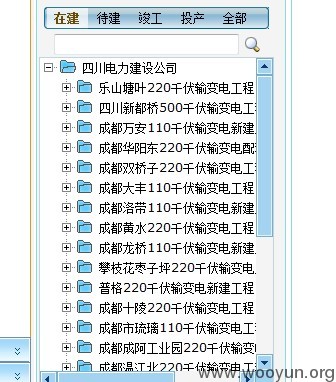 在建 待建 竣工 投产 全部
四川电力建设公司
乐山塘叶220千伏输变电工程
四川新都桥500千伏输变电工
成都万安110千伏输变电新建
成都华阳东220千伏输变电配
成都双桥子220千伏输变电工
成都大丰110千伏输变电工程
成都洛带110千伏输变电新建
成都黄水220千伏输变电工程
成都龙桥110千伏输变电新建
攀枝花枣子坪220千伏输变电
普格220千伏输变电新建工程
成都十陵220千伏输变电工程
成都市琉璃110千伏输变电工
成都成阿工业园220千伏输变
成都温江北220千伏输变电工
www.wooyun.org